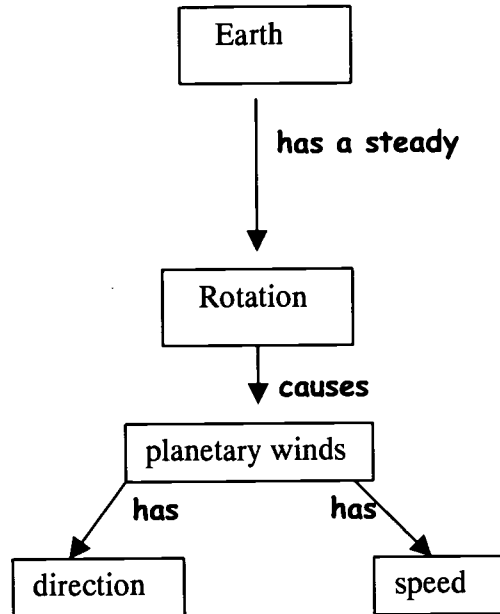 Earth
has a steady
Rotation
causes
planetary winds
has
has
direction
speed